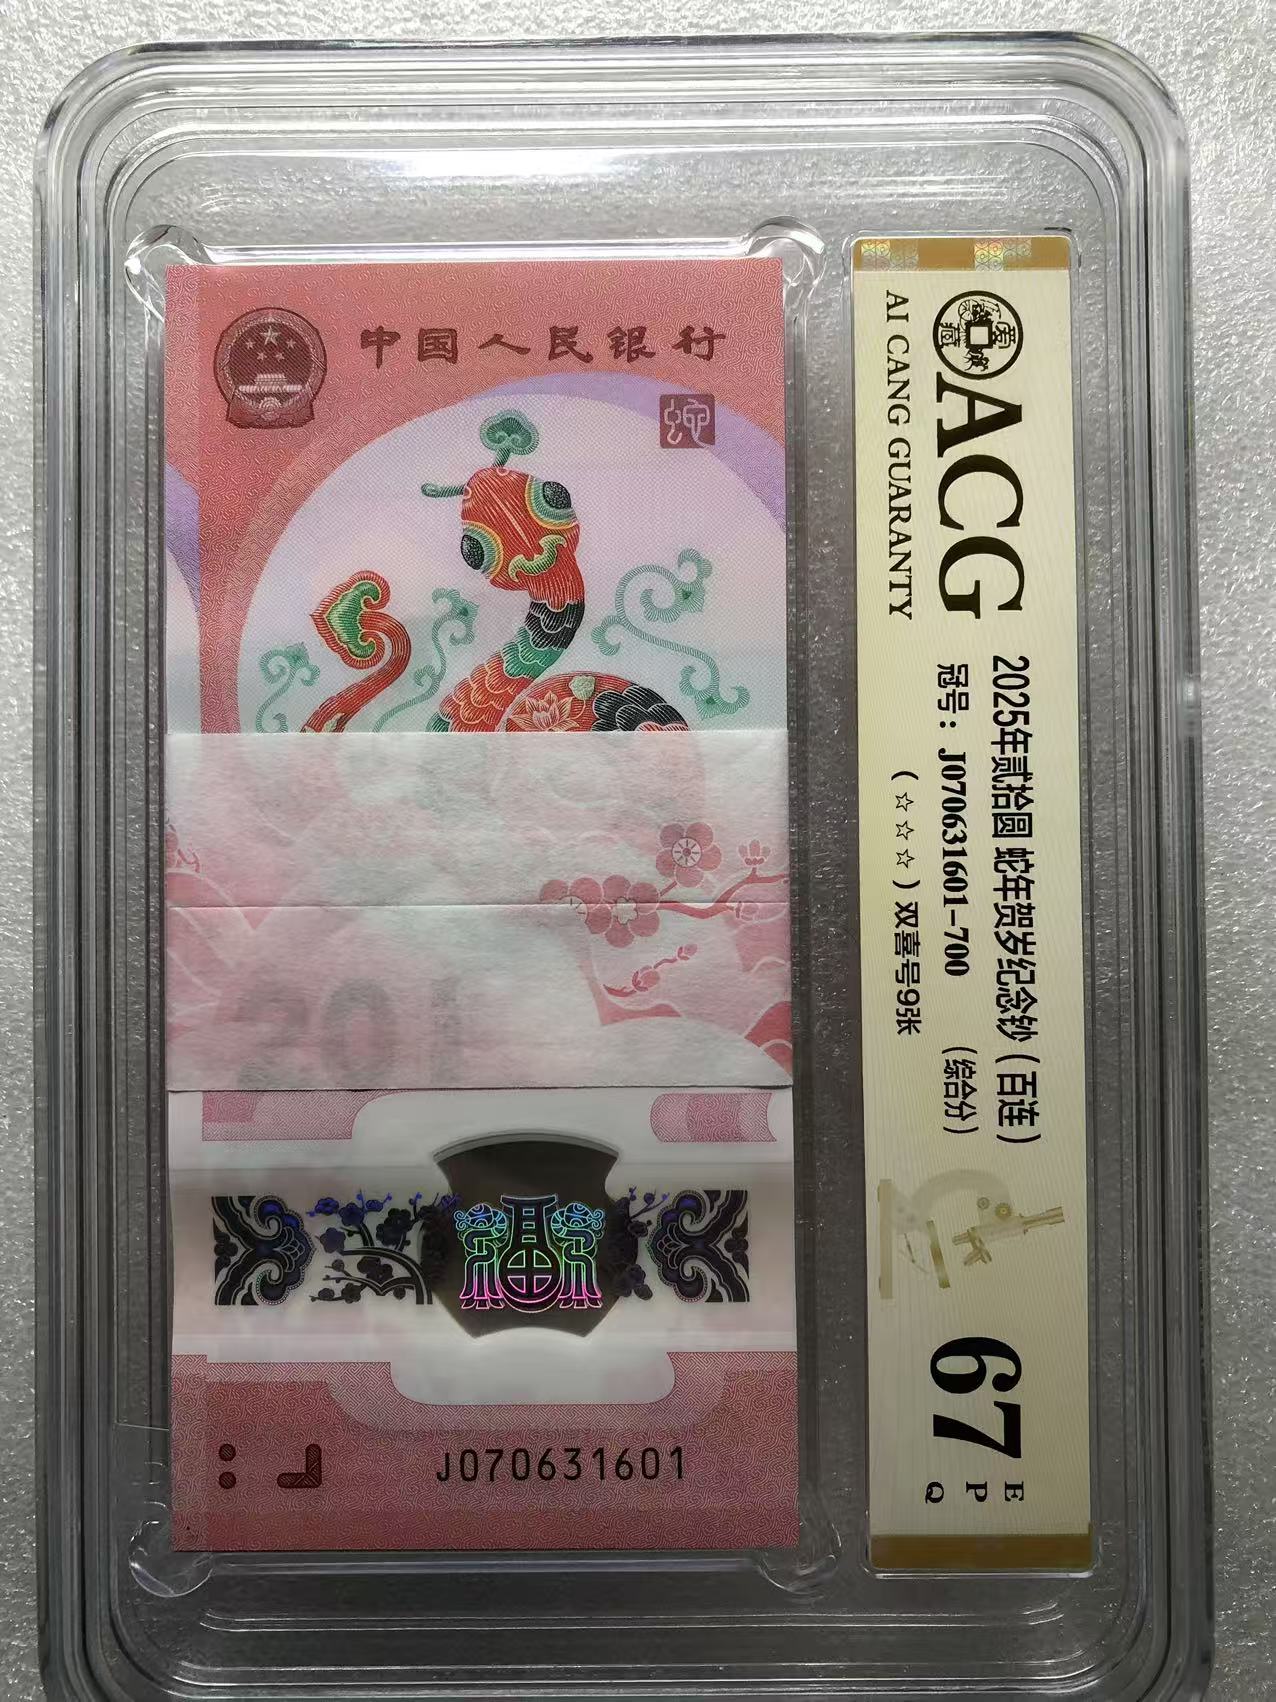 中国人民银行
蛇
J070631601
ACG
AI CANG GUARANTY
2025年贰拾圆 蛇年贺岁纪念钞（百连）
冠号：J070631601-700 （综合分）
（☆☆☆）双喜号9张
67
E
P
Q